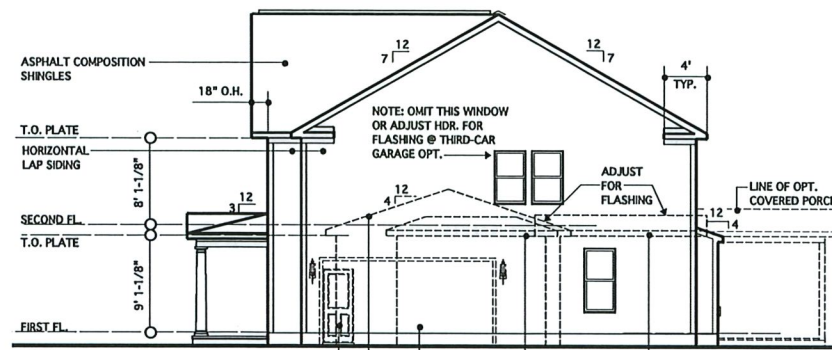 12
7
12
7
4'
TYP.
ASPHALT COMPOSITION
SHINGLES
18" O.H.
NOTE: OMIT THIS WINDOW
OR ADJUST HDR. FOR
FLASHING @ THIRD-CAR
GARAGE OPT.
T.O. PLATE
HORIZONTAL
LAP SIDING
8' 1-1/8"
12
3
12
4
ADJUST
FOR
FLASHING
LINE OF OPT.
COVERED PORC
12
4
SECOND FL.
T.O. PLATE
9' 1-1/8"
FIRST FL.